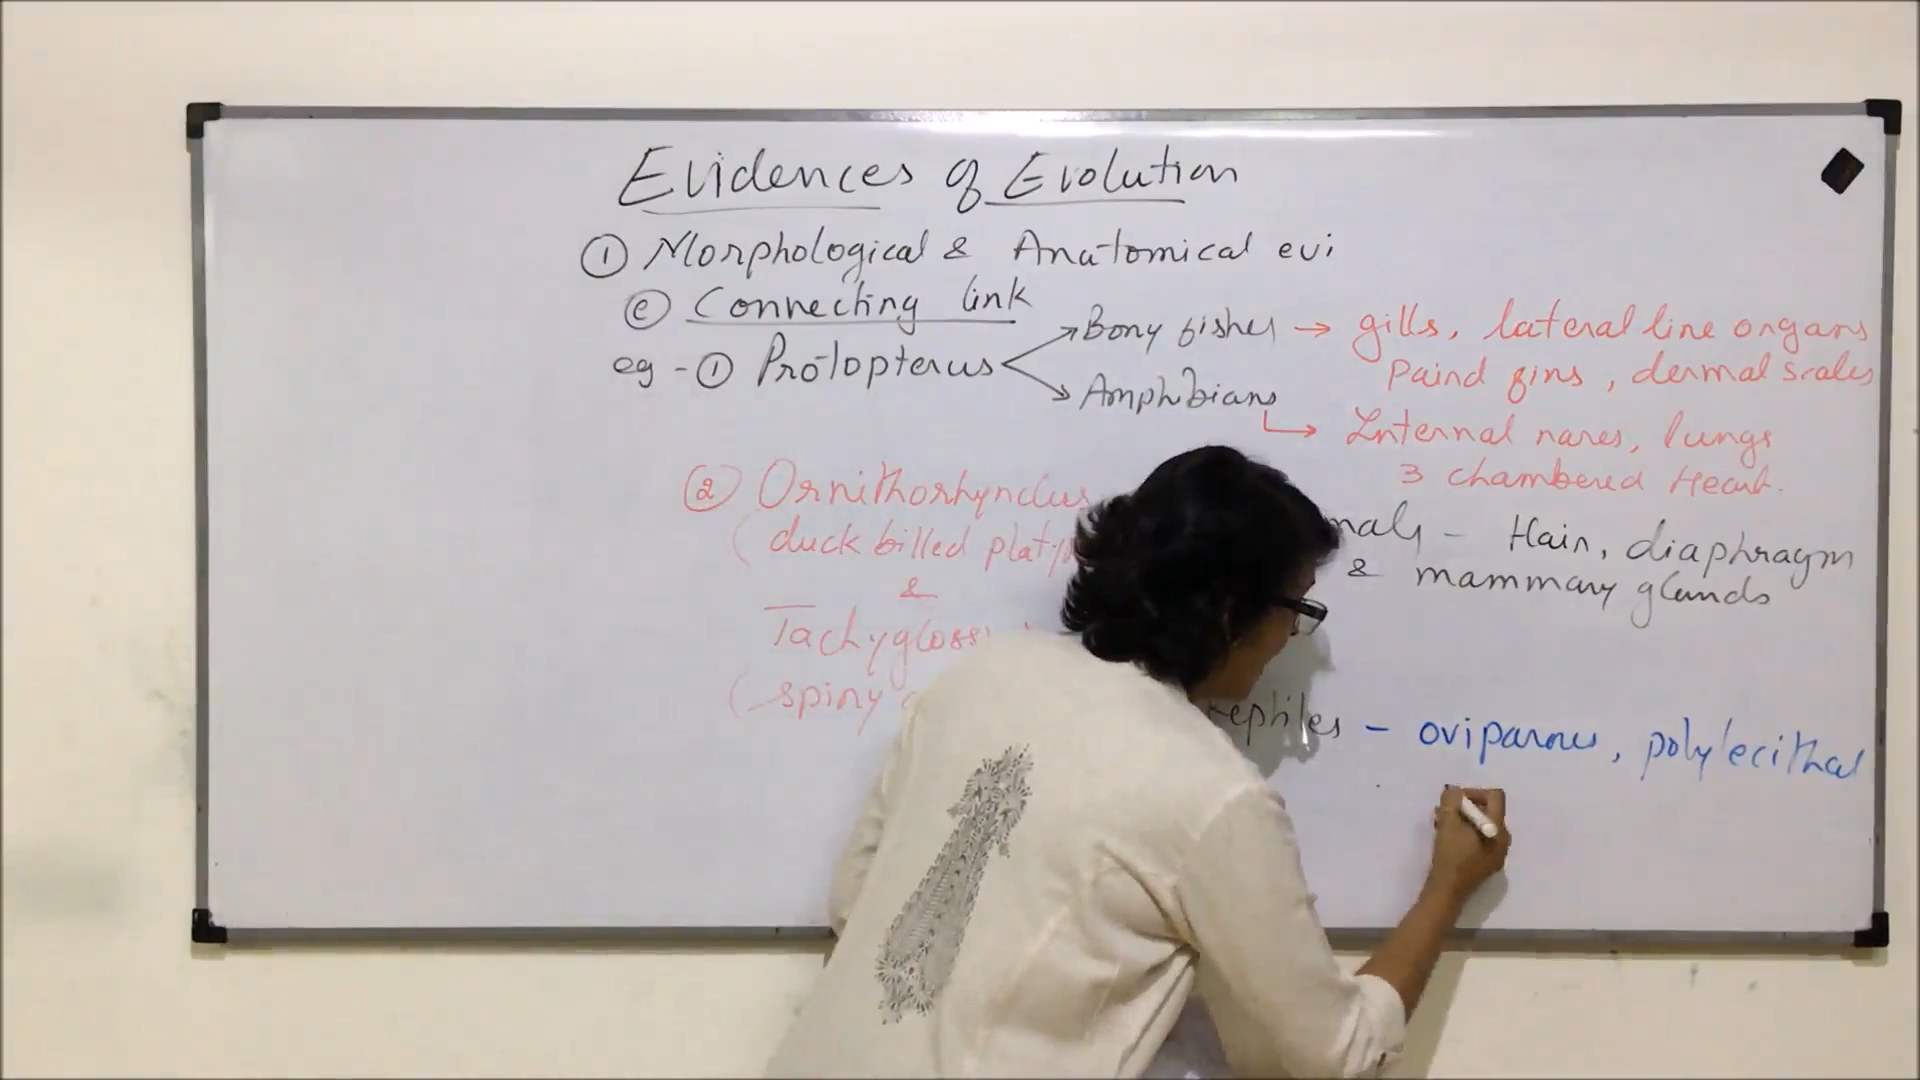 Evidences of Evolution
① Morphological & Anatomical evi
ⓔ Connecting link
eg - ① Protopterus
Bony fishes → gills, lateral line organs
Paired fins, dermal scales
Amphibians
Internal nares, lungs
3 chambered Heart.
② Ornithorhynchus
(duck billed platyp
nals - Hair, diaphragm
& mammary glands
&
Tachygloss
(spiny
reptiles - oviparous, polylecithal